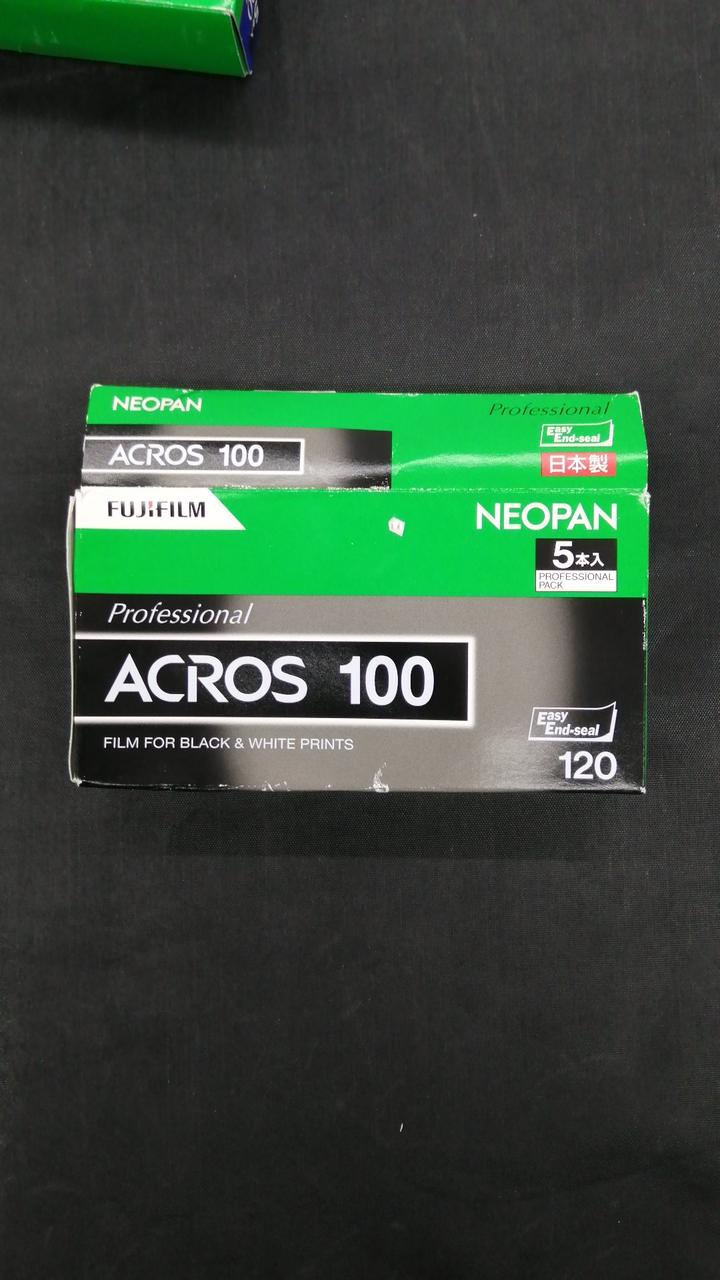 NEOPAN
Professional
ACROS 100
Easy
End-seal
日本製
FUJIFILM
NEOPAN
5本入
PROFESSIONAL
PACK
Professional
ACROS 100
Easy
End-seal
FILM FOR BLACK & WHITE PRINTS
120